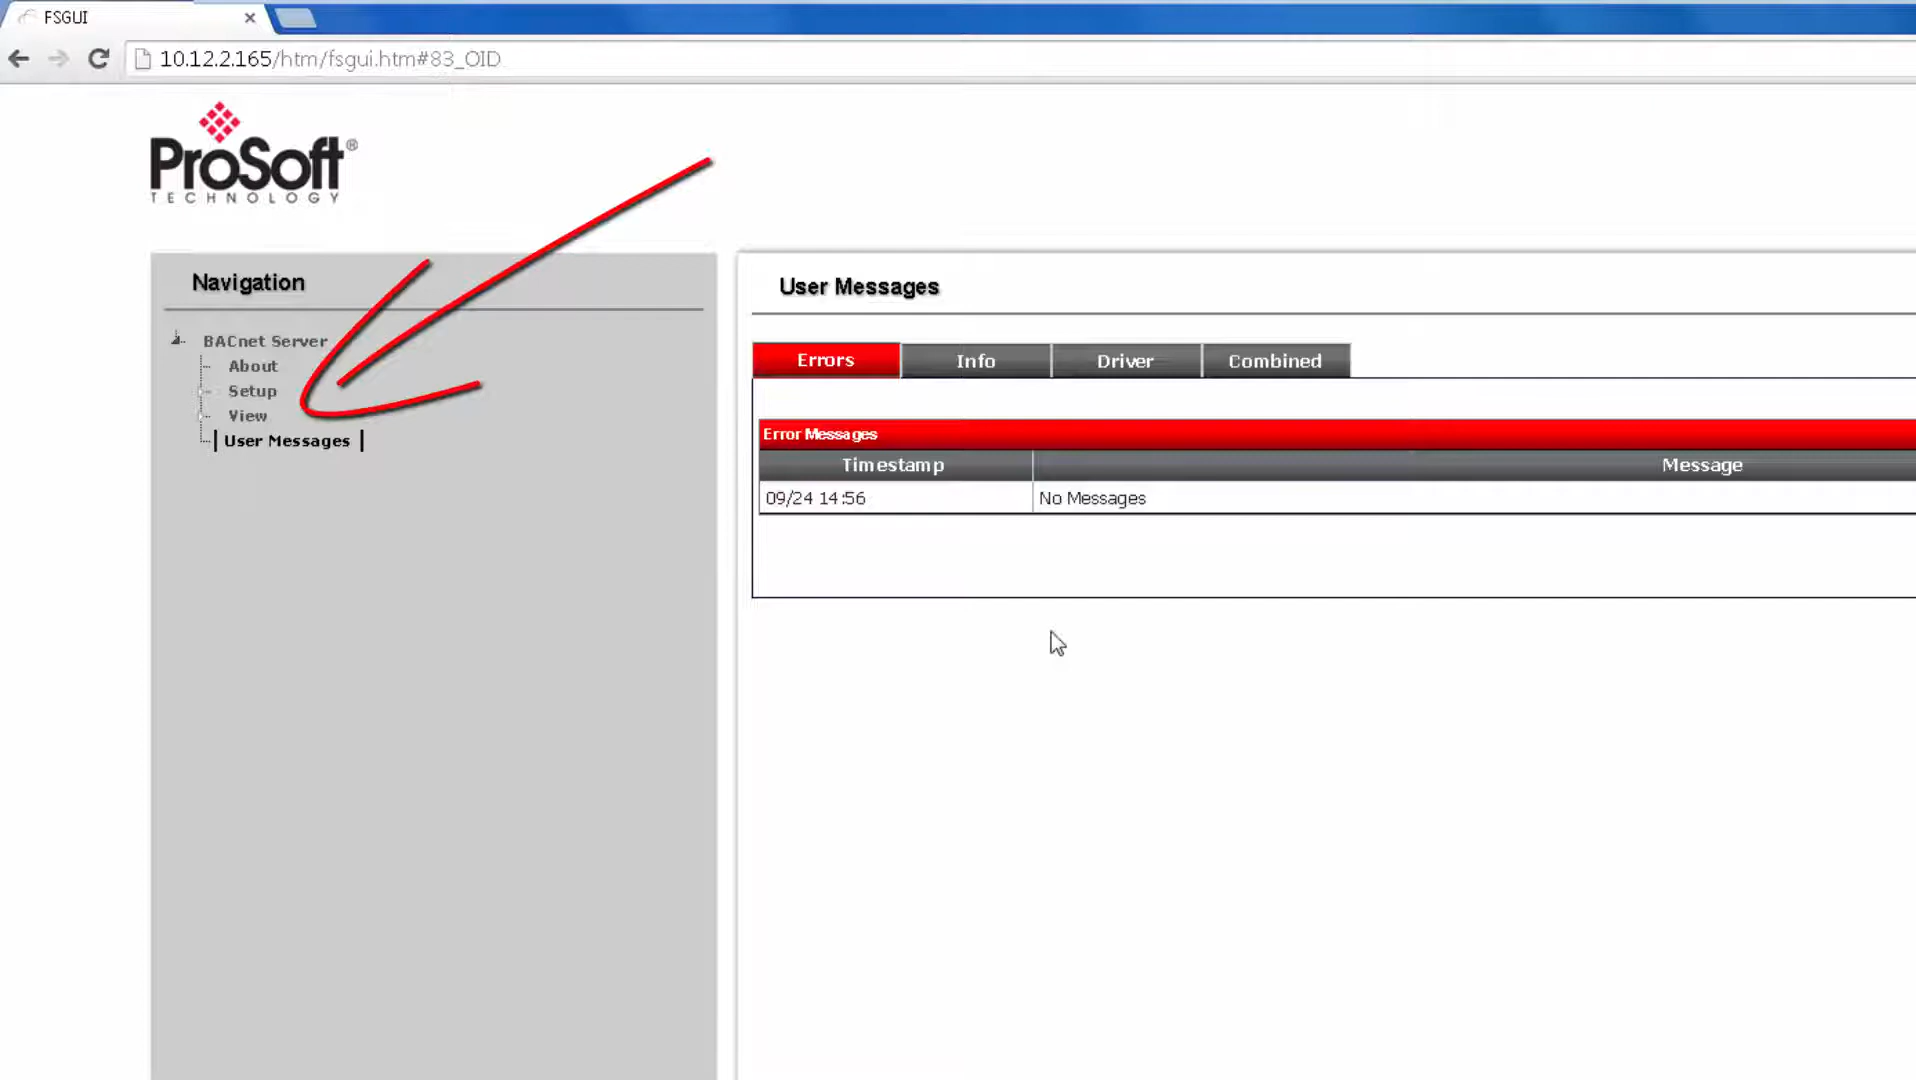 FSGUI
10.12.2.165/htm/fsgui.htm#83_OID
ProSoft®
TECHNOLOGY
Navigation
BACnet Server
About
Setup
View
User Messages
User Messages
Errors Info Driver Combined
Error Messages
Timestamp Message
09/24 14:56 No Messages